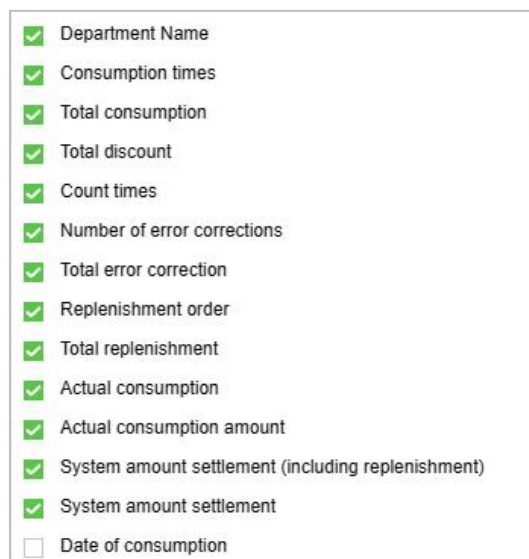 Department Name
Consumption times
Total consumption
Total discount
Count times
Number of error corrections
Total error correction
Replenishment order
Total replenishment
Actual consumption
Actual consumption amount
System amount settlement (including replenishment)
System amount settlement
Date of consumption